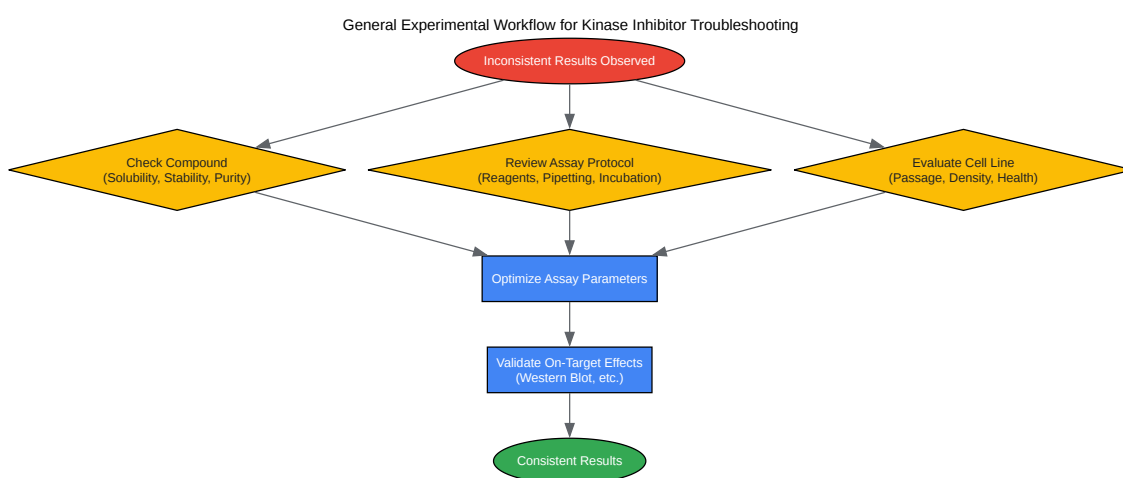 General Experimental Workflow for Kinase Inhibitor Troubleshooting
Inconsistent Results Observed
Check Compound
(Solubility, Stability, Purity)
Review Assay Protocol
(Reagents, Pipetting, Incubation)
Evaluate Cell Line
(Passage, Density, Health)
Optimize Assay Parameters
Validate On-Target Effects
(Western Blot, etc.)
Consistent Results